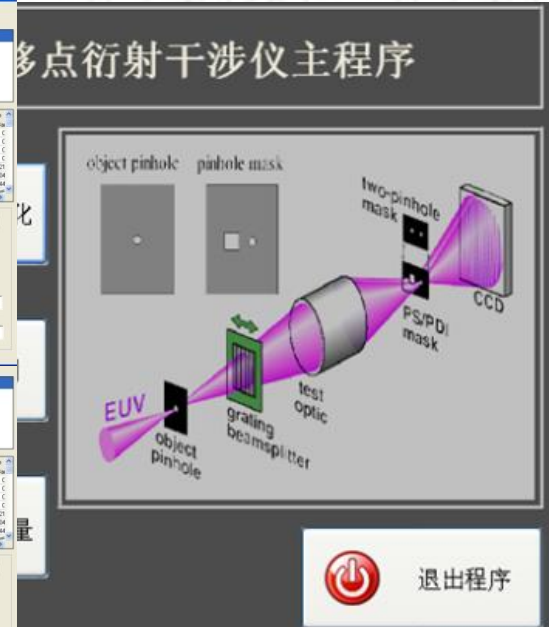 点衍射干涉仪主程序
object pinhole
pinhole mask
two-pinhole
mask
CCD
PS/PDI
mask
test
optic
grating
beamsplitter
EUV
object
pinhole
化
量
退出程序